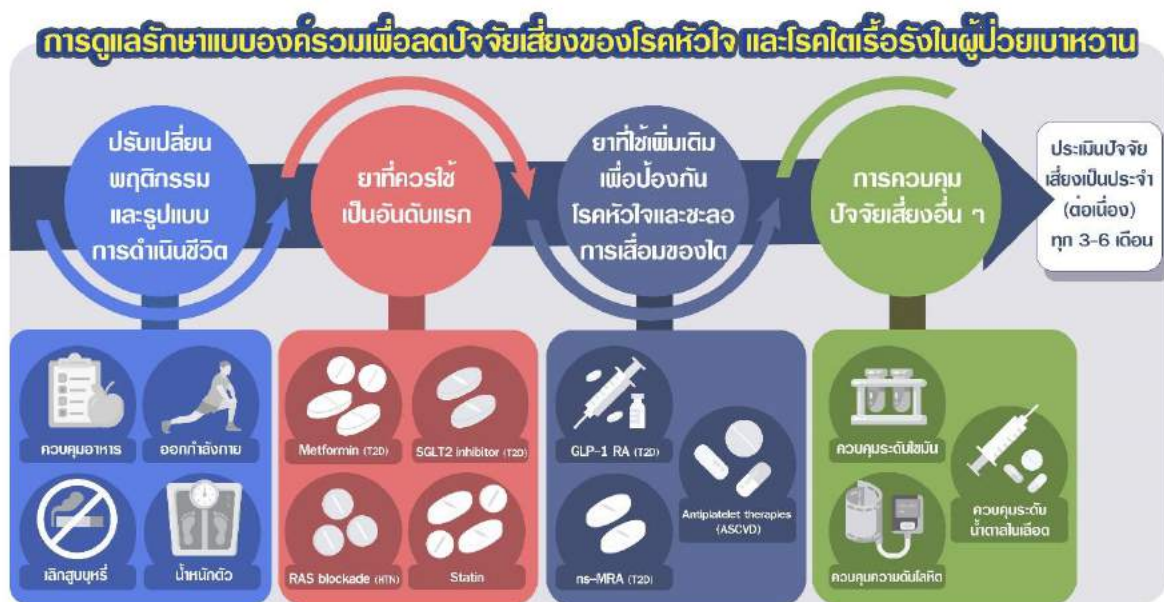 การดูแลรักษาแบบองค์รวมเพื่อลดปัจจัยเสี่ยงของโรคหัวใจ และโรคไตเรื้อรังในผู้ป่วยเบาหวาน
ปรับเปลี่ยน
พฤติกรรม
และรูปแบบ
การดำเนินชีวิต
ยาที่ควรใช้
เป็นอันดับแรก
ยาที่ใช้เพิ่มเติม
เพื่อป้องกัน
โรคหัวใจและชะลอ
การเสื่อมของไต
การควบคุม
ปัจจัยเสี่ยงอื่น ๆ
ประเมินปัจจัย
เสี่ยงเป็นประจำ
(ต่อเนื่อง)
ทุก 3-6 เดือน
ควบคุมอาหาร
ออกกำลังกาย
เลิกสูบบุหรี่
น้ำหนักตัว
Metformin (T2D)
SGLT2 inhibitor (T2D)
RAS blockade (HTN)
Statin
GLP-1 RA (T2D)
ns-MRA (T2D)
Antiplatelet therapies
(ASCVD)
ควบคุมระดับไขมัน
ควบคุมความดันโลหิต
ควบคุมระดับ
น้ำตาลในเลือด